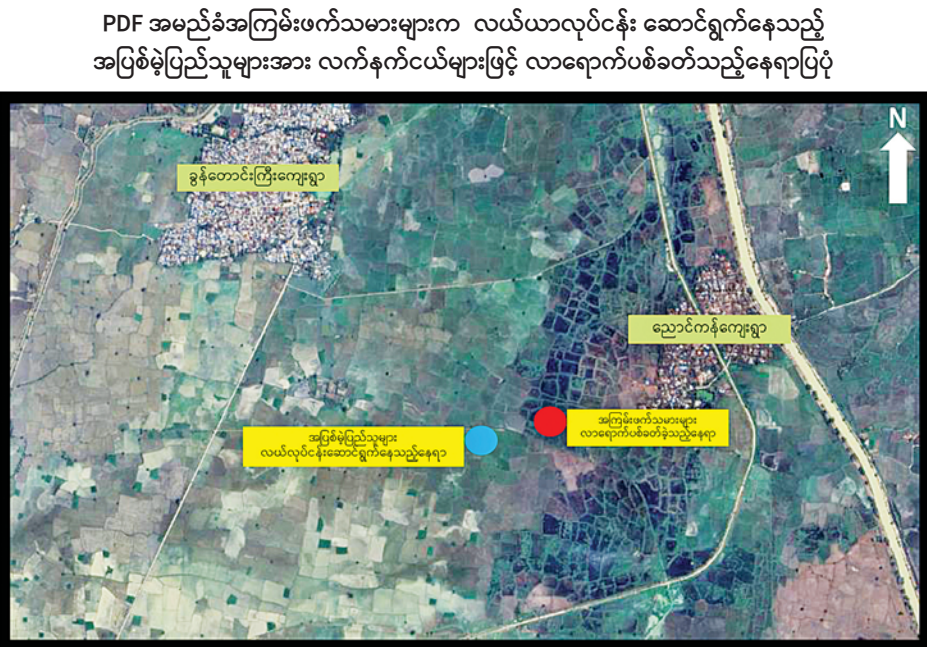 PDF အမည်ခံအကြမ်းဖက်သမားများက လယ်ယာလုပ်ငန်း ဆောင်ရွက်နေသည့်
အပြစ်မဲ့ပြည်သူများအား လက်နက်ငယ်များဖြင့် လာရောက်ပစ်ခတ်သည့်နေရာပြပုံ
N
ခွန်တောင်းကြီးကျေးရွာ
ညောင်ကန်ကျေးရွာ
အကြမ်းဖက်သမားများ
လာရောက်ပစ်ခတ်ခဲ့သည့်နေရာ
အပြစ်မဲ့ပြည်သူများ
လယ်လုပ်ငန်းဆောင်ရွက်နေသည့်နေရာ